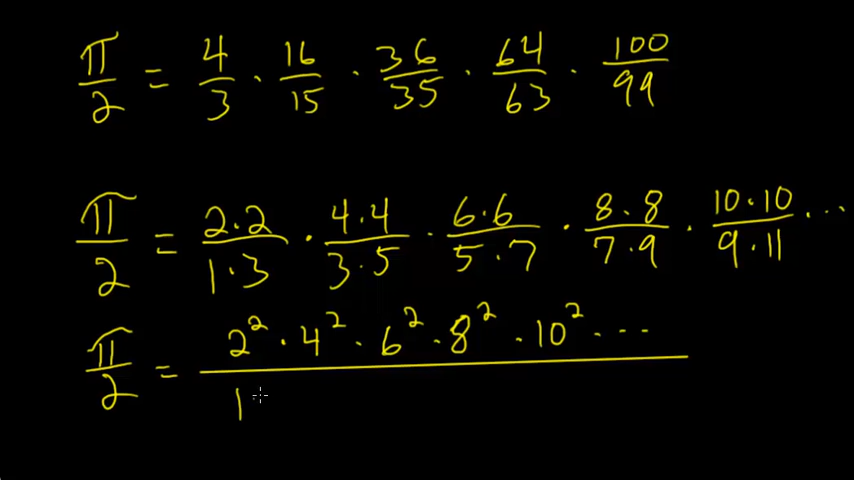 π/2 = 4/3 · 16/15 · 36/35 · 64/63 · 100/99
π/2 = 2·2/1·3 · 4·4/3·5 · 6·6/5·7 · 8·8/7·9 · 10·10/9·11 ...
π/2 = 2² · 4² · 6² · 8² · 10² · .../1